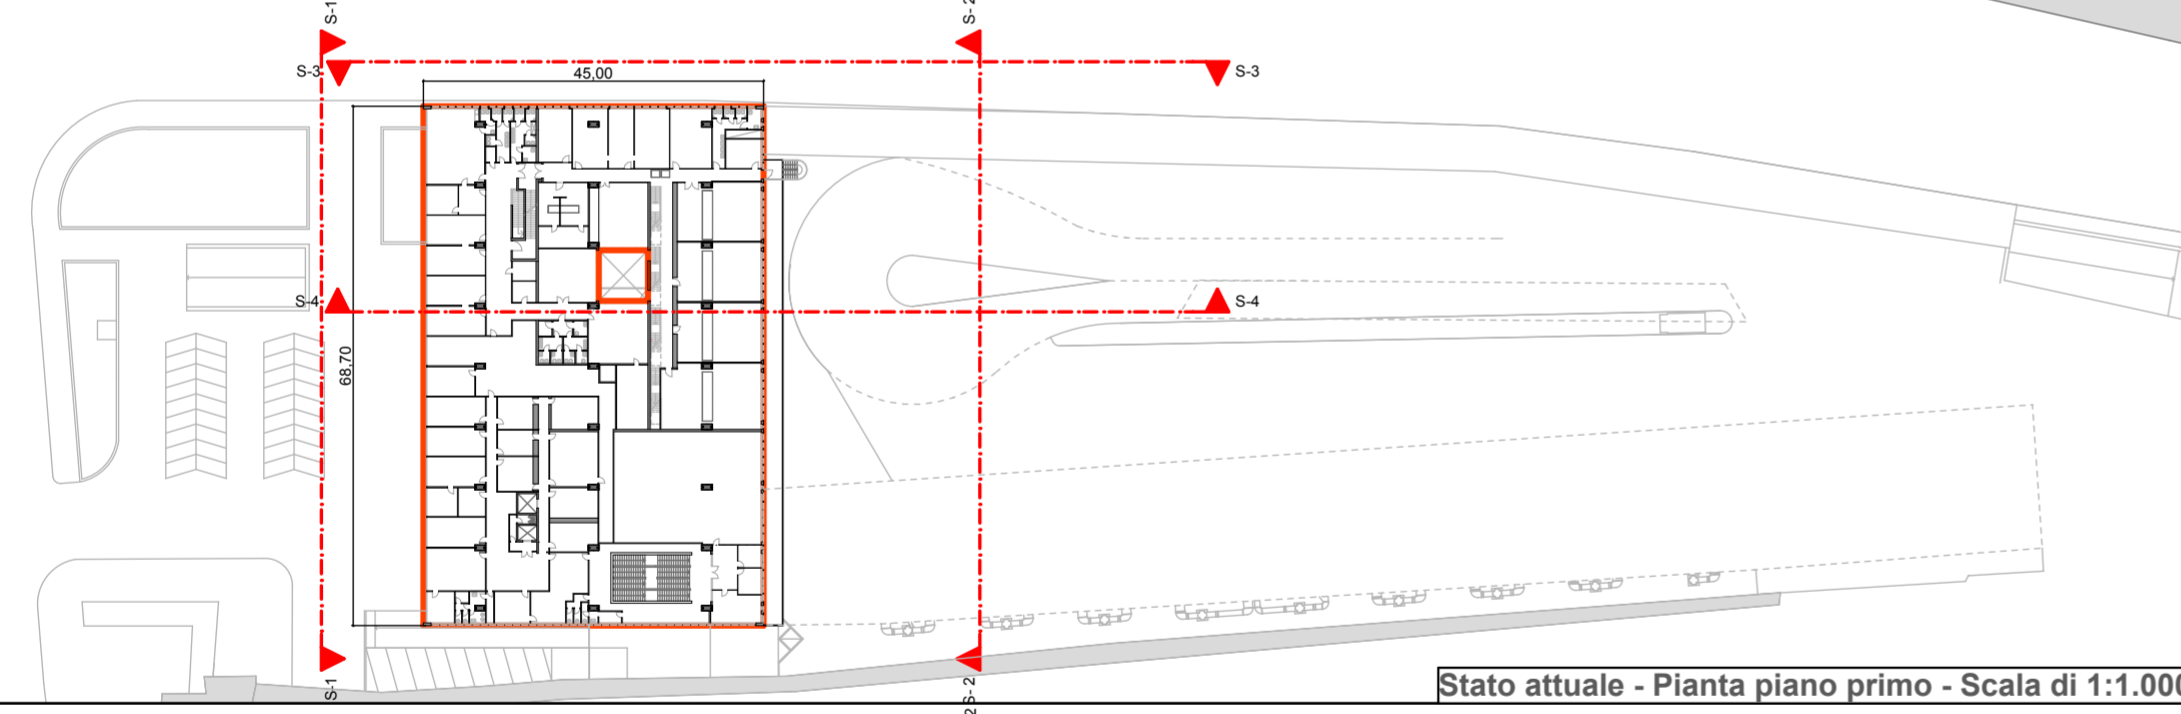 S-1
S- 2
S-3
45,00
S-3
S-4
S-4
68,70
S-1
S- 2
Stato attuale - Pianta piano primo - Scala di 1:1.000